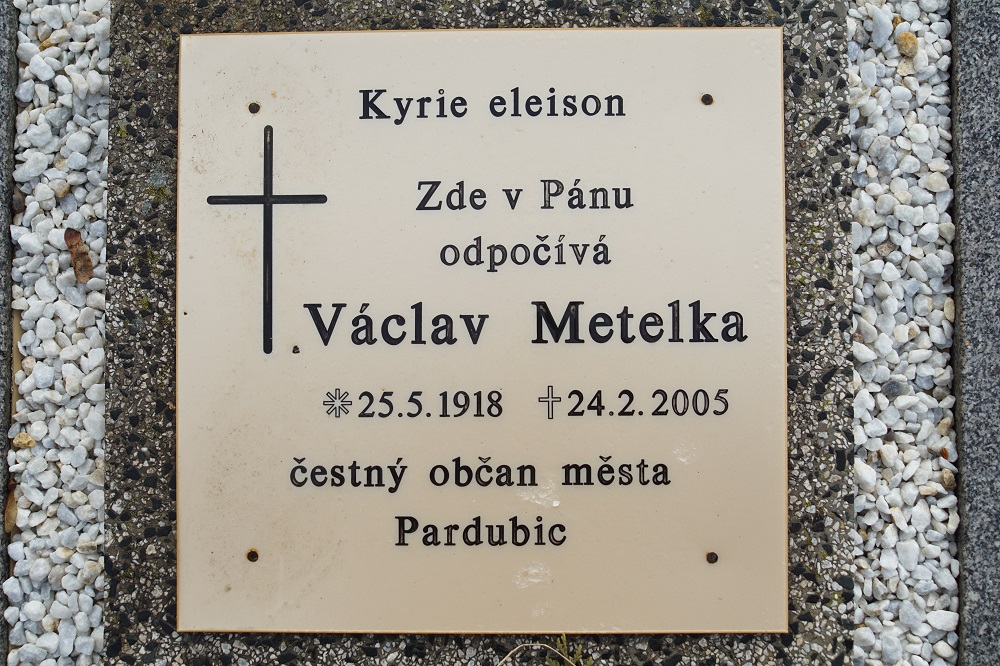 Kyrie eleison
Zde v Pánu
odpočívá
Václav Metelka
✳25.5.1918 ✝24.2.2005
čestný občan města
Pardubic